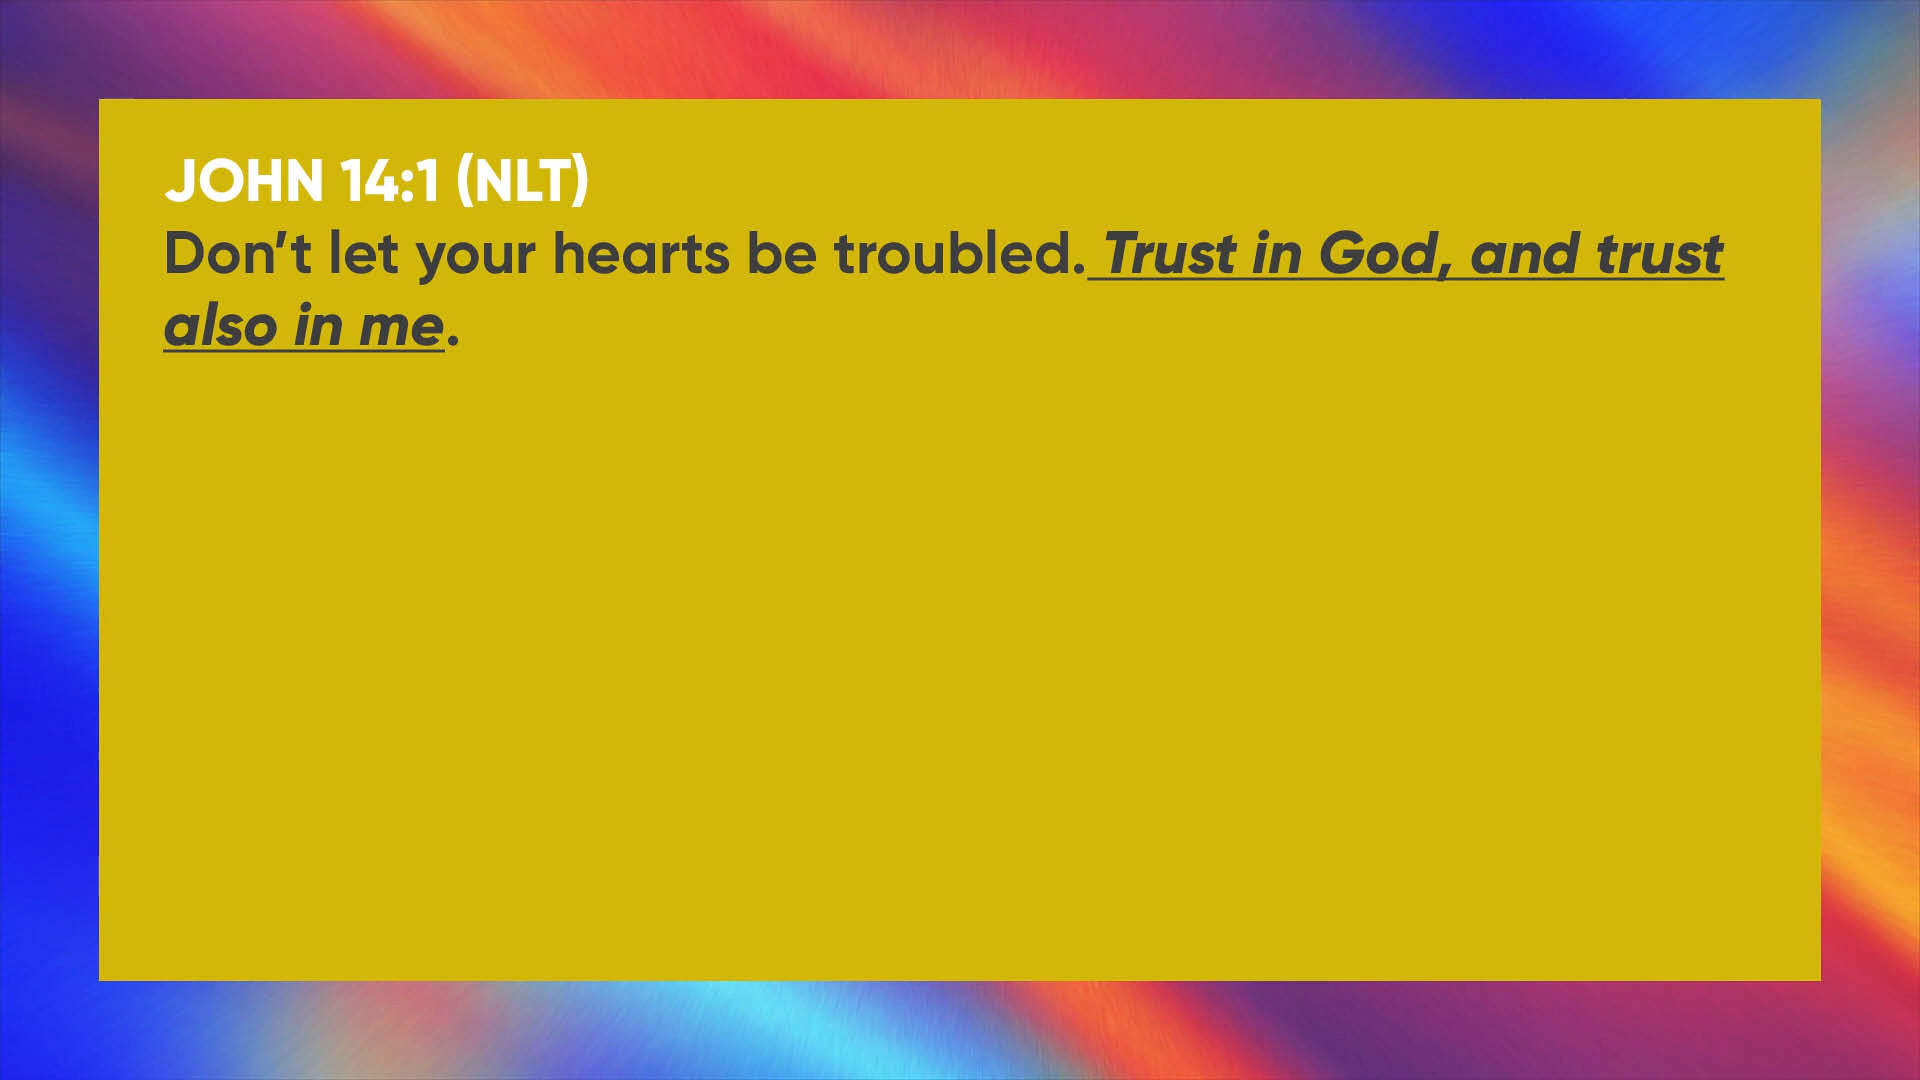 JOHN 14:1 (NLT)
Don’t let your hearts be troubled. Trust in God, and trust
also in me.